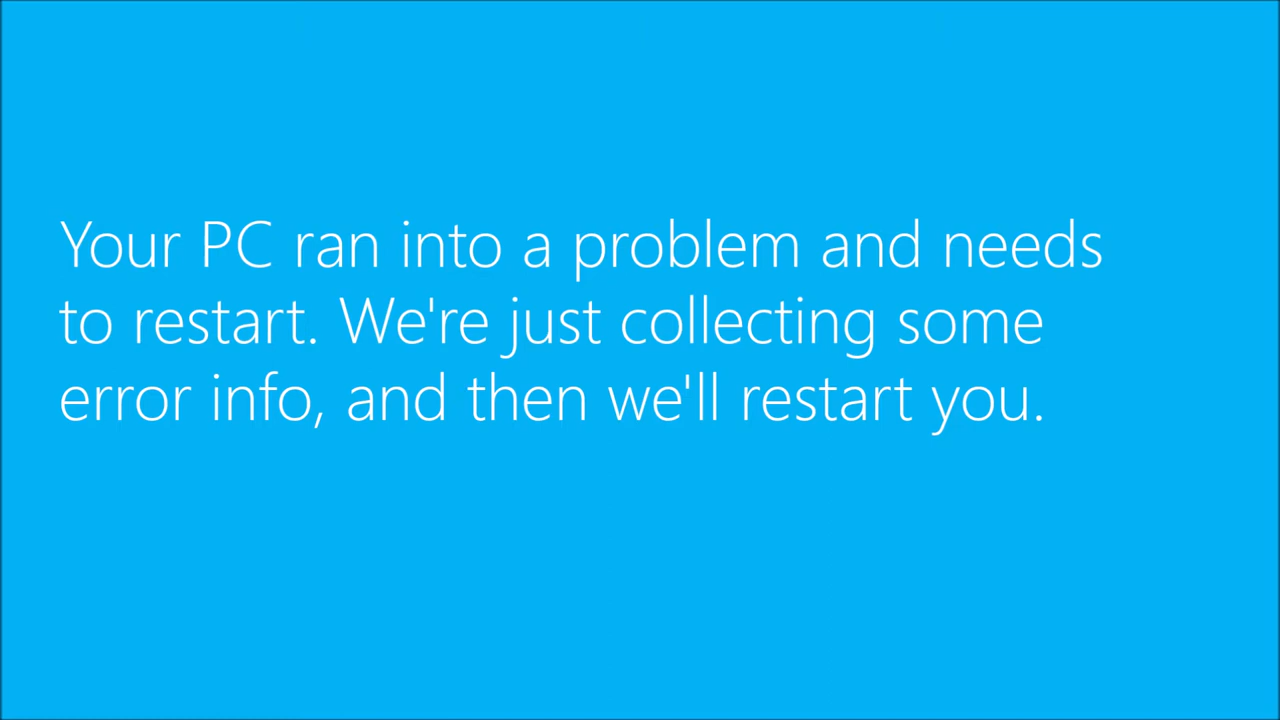 Your PC ran into a problem and needs
to restart. We're just collecting some
error info, and then we'll restart you.